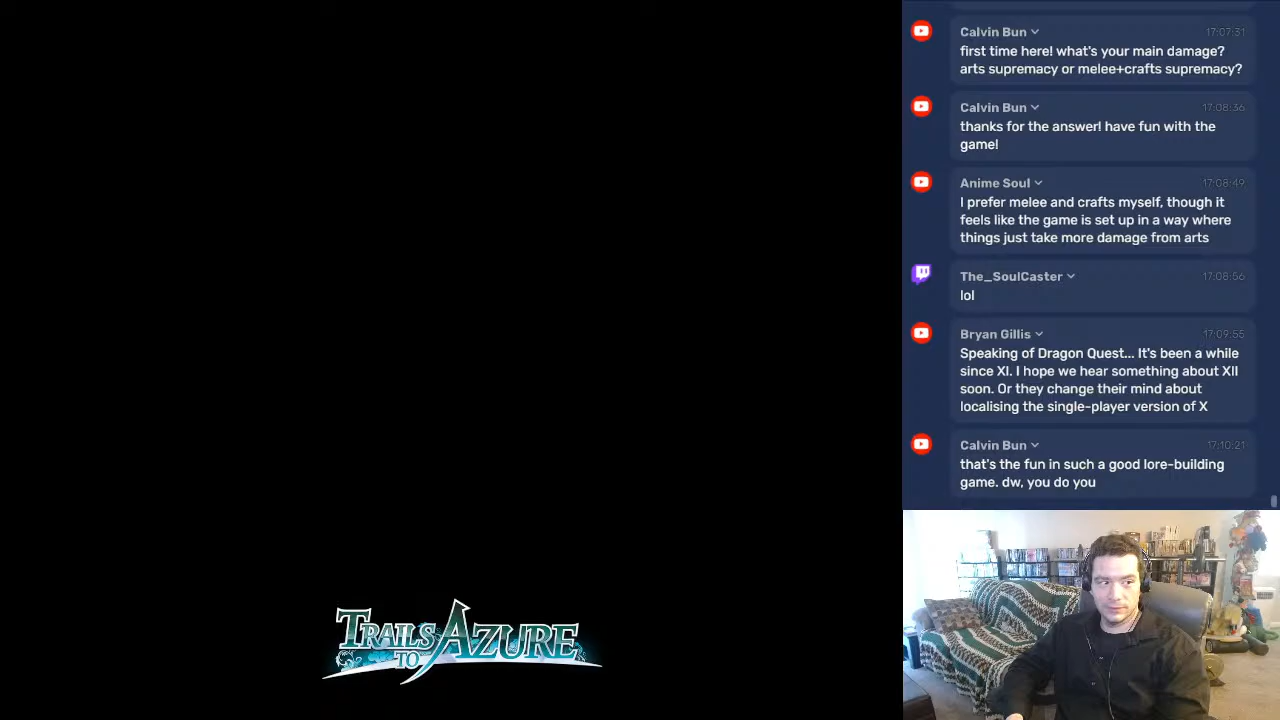 Calvin Bun
17:07:31
first time here! what's your main damage?
arts supremacy or melee+crafts supremacy?
Calvin Bun
17:08:36
thanks for the answer! have fun with the
game!
Anime Soul
17:08:49
I prefer melee and crafts myself, though it
feels like the game is set up in a way where
things just take more damage from arts
The_SoulCaster
17:08:56
lol
Bryan Gillis
17:09:55
Speaking of Dragon Quest... It's been a while
since XI. I hope we hear something about XII
soon. Or they change their mind about
localising the single-player version of X
Calvin Bun
17:10:21
that's the fun in such a good lore-building
game. dw, you do you
TRAILS TO AZURE